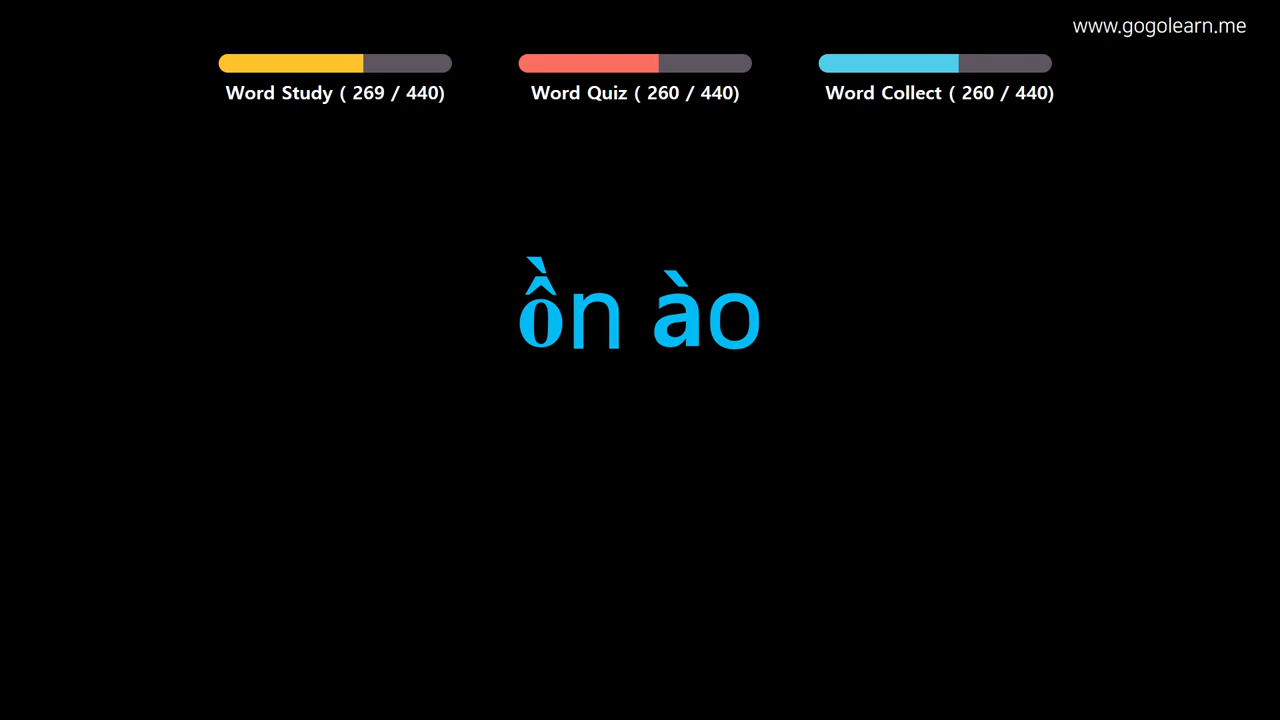 www.gogolearn.me
Word Study ( 269 / 440)
Word Quiz ( 260 / 440)
Word Collect ( 260 / 440)
ồn ào